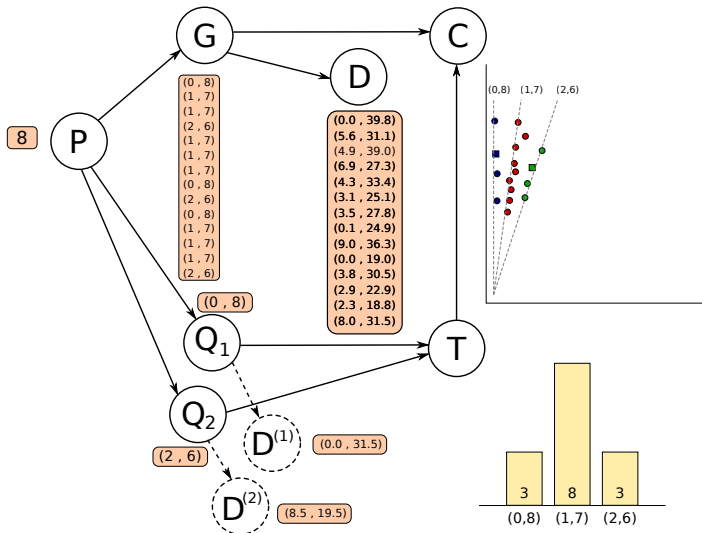 G
C
D
P
8
(0 , 8)
(1 , 7)
(1 , 7)
(2 , 6)
(1 , 7)
(1 , 7)
(1 , 7)
(0 , 8)
(2 , 6)
(0 , 8)
(1 , 7)
(1 , 7)
(1 , 7)
(2 , 6)
(0.0 , 39.8)
(5.6 , 31.1)
(4.9 , 39.0)
(6.9 , 27.3)
(4.3 , 33.4)
(3.1 , 25.1)
(3.5 , 27.8)
(0.1 , 24.9)
(9.0 , 36.3)
(0.0 , 19.0)
(3.8 , 30.5)
(2.9 , 22.9)
(2.3 , 18.8)
(8.0 , 31.5)
(0,8) (1,7) (2,6)
(0 , 8)
Q1
T
Q2
(2 , 6)
D(1)
(0.0 , 31.5)
D(2)
(8.5 , 19.5)
3 8 3
(0,8) (1,7) (2,6)